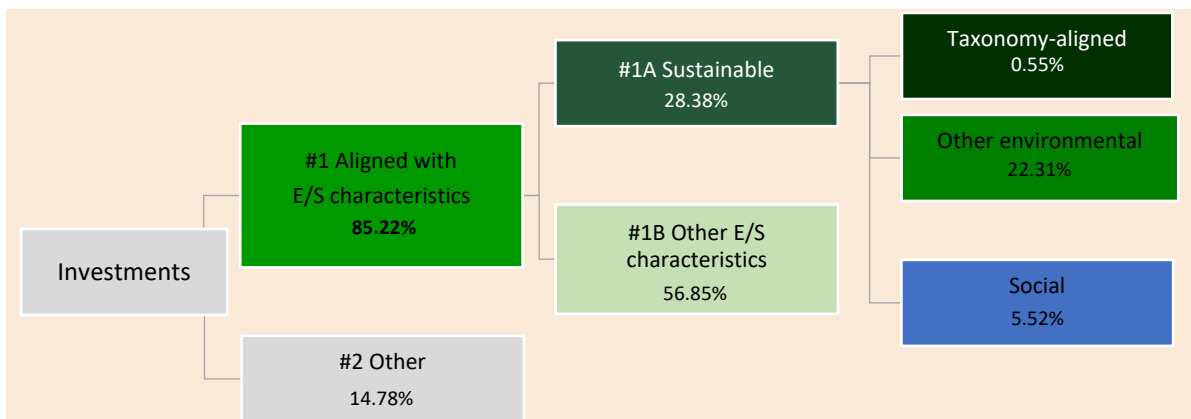 Investments
#1 Aligned with
E/S characteristics
85.22%
#2 Other
14.78%
#1A Sustainable
28.38%
#1B Other E/S
characteristics
56.85%
Taxonomy-aligned
0.55%
Other environmental
22.31%
Social
5.52%